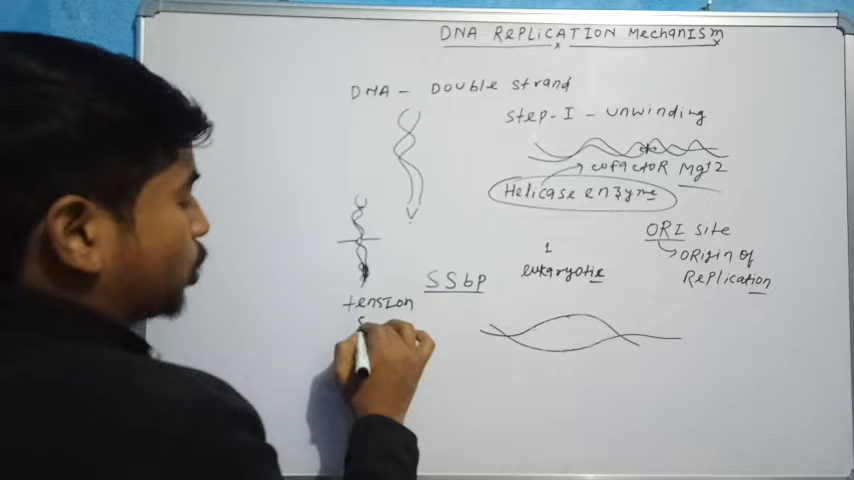 DNA REPLICATION MECHANISM
DNA - DOUBLE strand
step-I - unwinding
cofactor Mg+2
Helicase enzyme
ORI site
ORigin of
Replication
1
eukaryotic
SSbp
tension
s